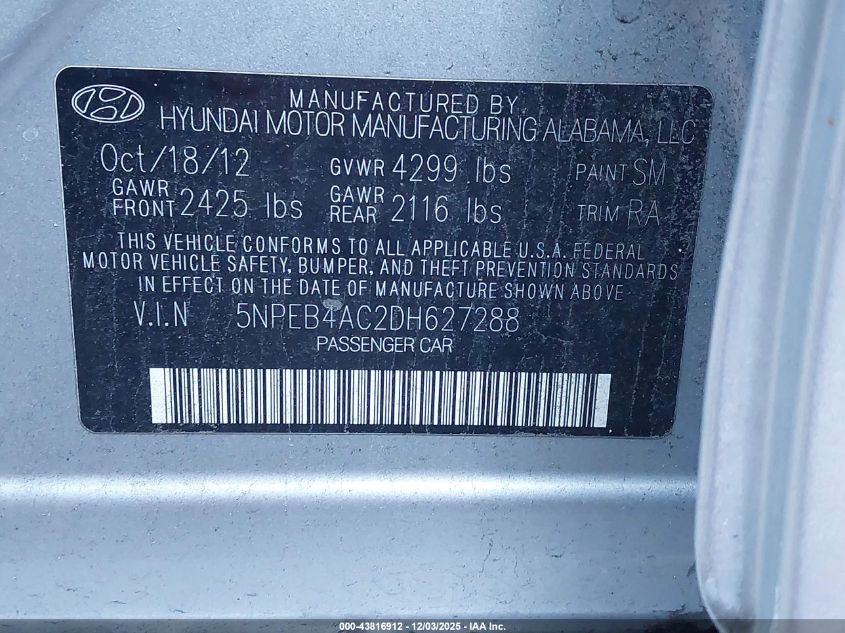 MANUFACTURED BY
HYUNDAI MOTOR MANUFACTURING ALABAMA, LLC
Oct/18/12 GVWR 4299 lbs PAINT SM
GAWR FRONT 2425 lbs GAWR REAR 2116 lbs TRIM RA
THIS VEHICLE CONFORMS TO ALL APPLICABLE U.S.A. FEDERAL
MOTOR VEHICLE SAFETY, BUMPER, AND THEFT PREVENTION STANDARDS
IN EFFECT ON THE DATE OF MANUFACTURE SHOWN ABOVE.
V.I.N 5NPEB4AC2DH627288
PASSENGER CAR
000-43816912 - 12/03/2025 - IAA Inc.